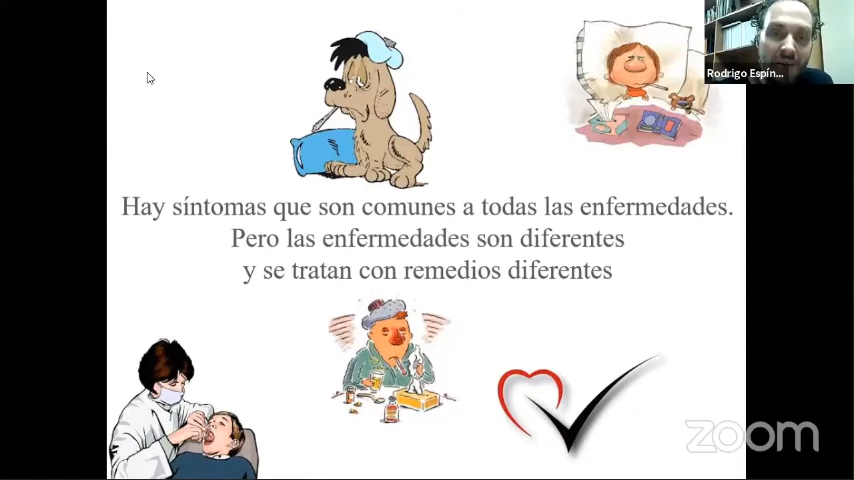 Rodrigo Espín...
Hay síntomas que son comunes a todas las enfermedades.
Pero las enfermedades son diferentes
y se tratan con remedios diferentes
zoom